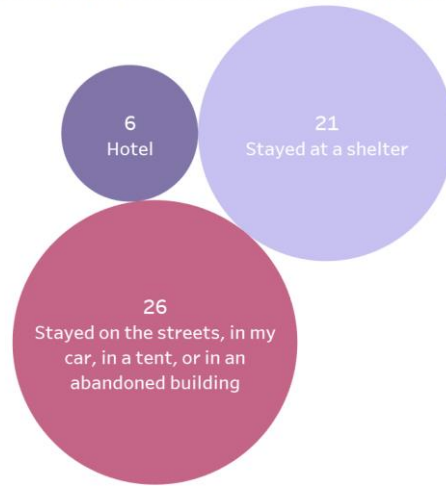 6
Hotel
21
Stayed at a shelter
26
Stayed on the streets, in my
car, in a tent, or in an
abandoned building